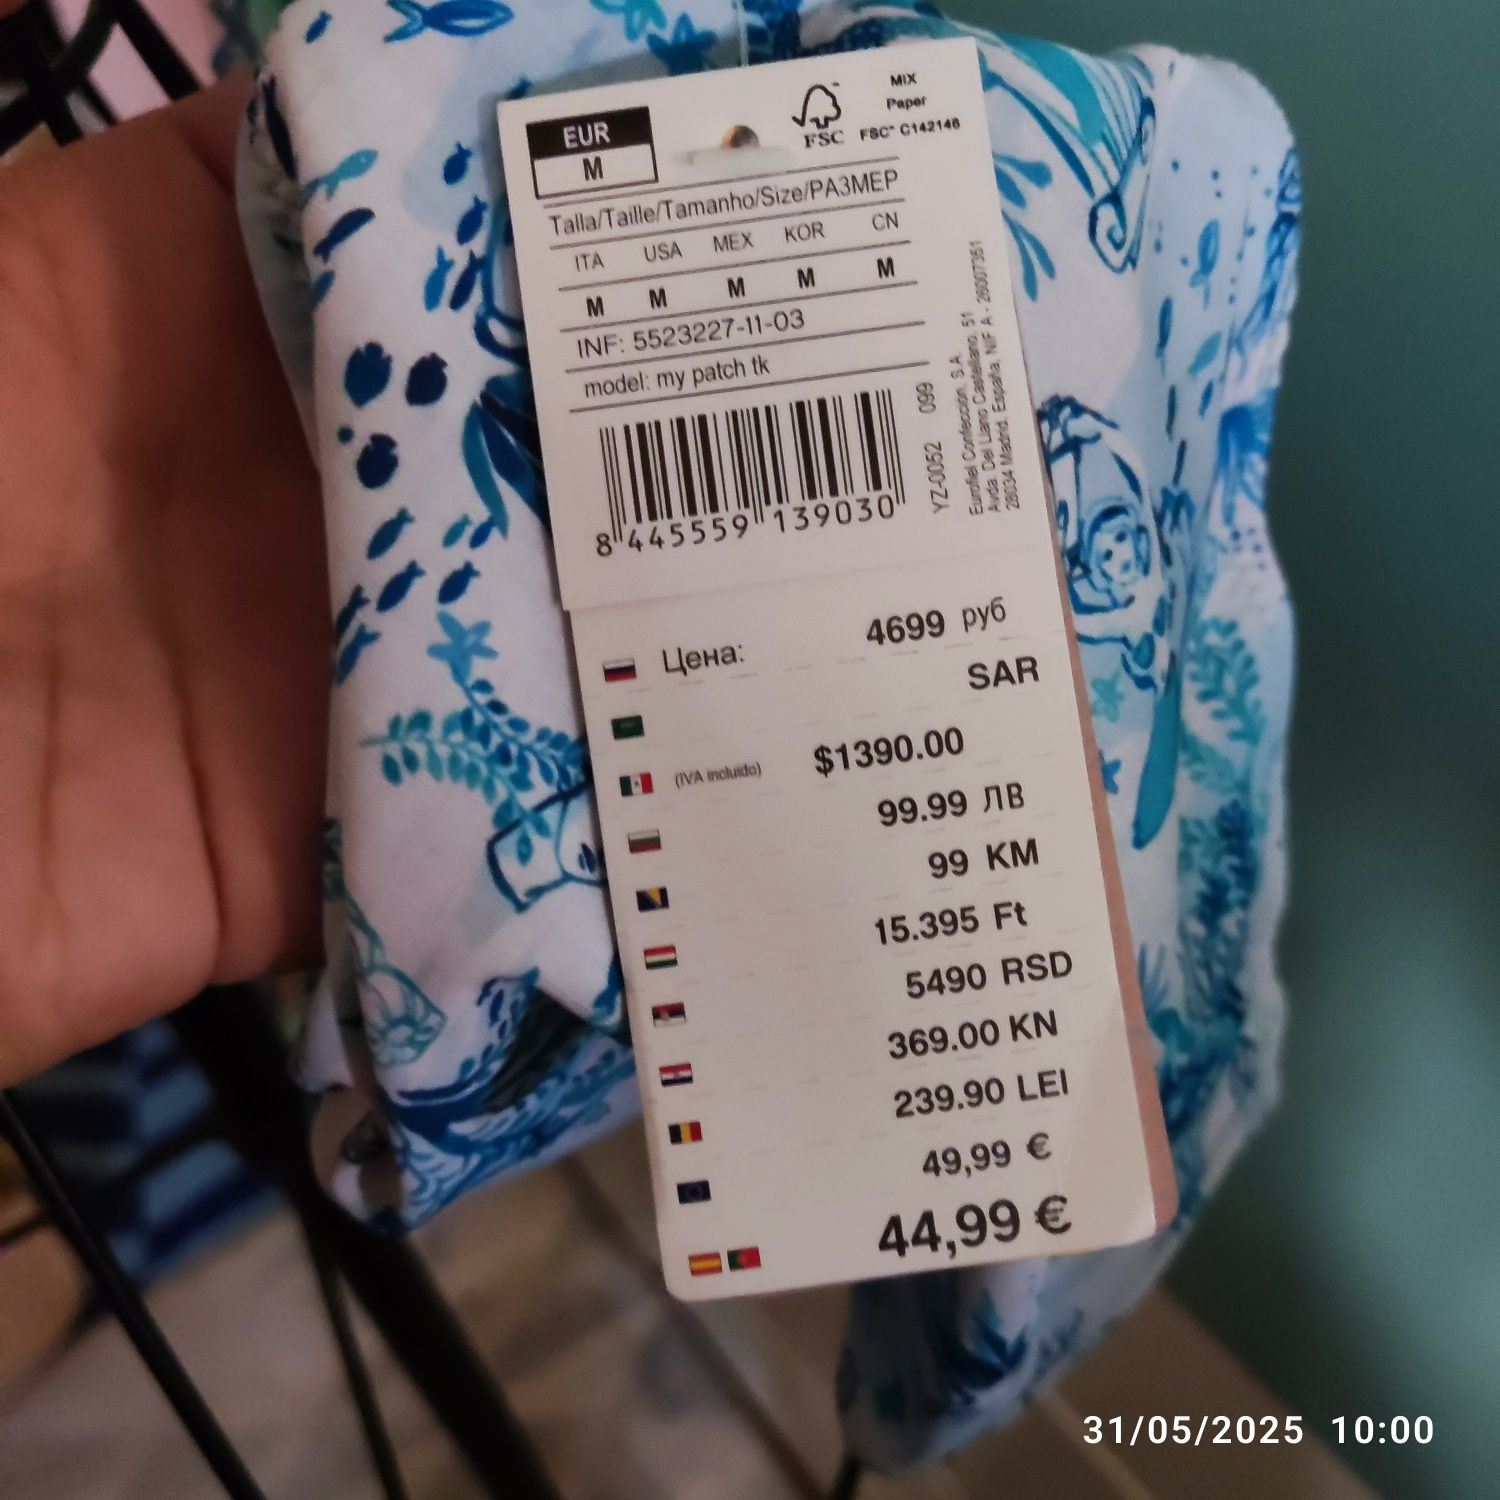 EUR
M
FSC
MIX
Paper
FSC™ C142146
Talla/Taille/Tamanho/Size/РАЗМЕР
ITA USA MEX KOR CN
M M M M M
INF: 5523227-11-03
model: my patch tk
8 445559 139030
YZ-0052 099
Eurofiel Confección, S.A.
Avda. Del Llano Castellano, 51
28034 Madrid, España, NIF A - 26007351
Цена: 4699 руб
SAR
(IVA incluido) $1390.00
99.99 ЛВ
99 KM
15.395 Ft
5490 RSD
369.00 KN
239.90 LEI
49,99 €
44,99 €
31/05/2025 10:00